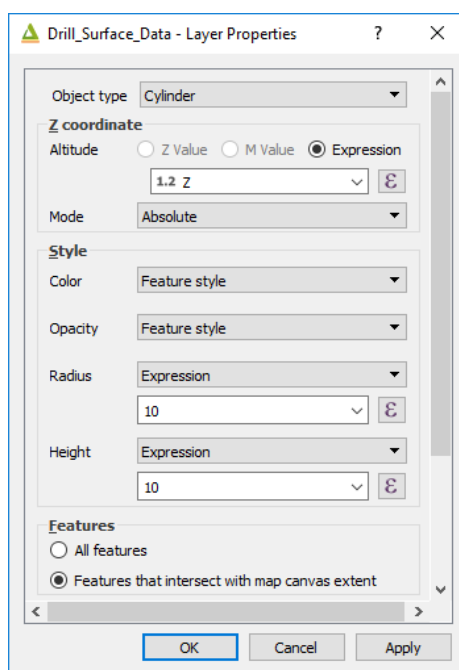 Drill_Surface_Data - Layer Properties ? X
Object type Cylinder
Z coordinate
Altitude Z Value M Value Expression
1.2 Z ε
Mode Absolute
Style
Color Feature style
Opacity Feature style
Radius Expression
10 ε
Height Expression
10 ε
Features
All features
Features that intersect with map canvas extent
OK Cancel Apply